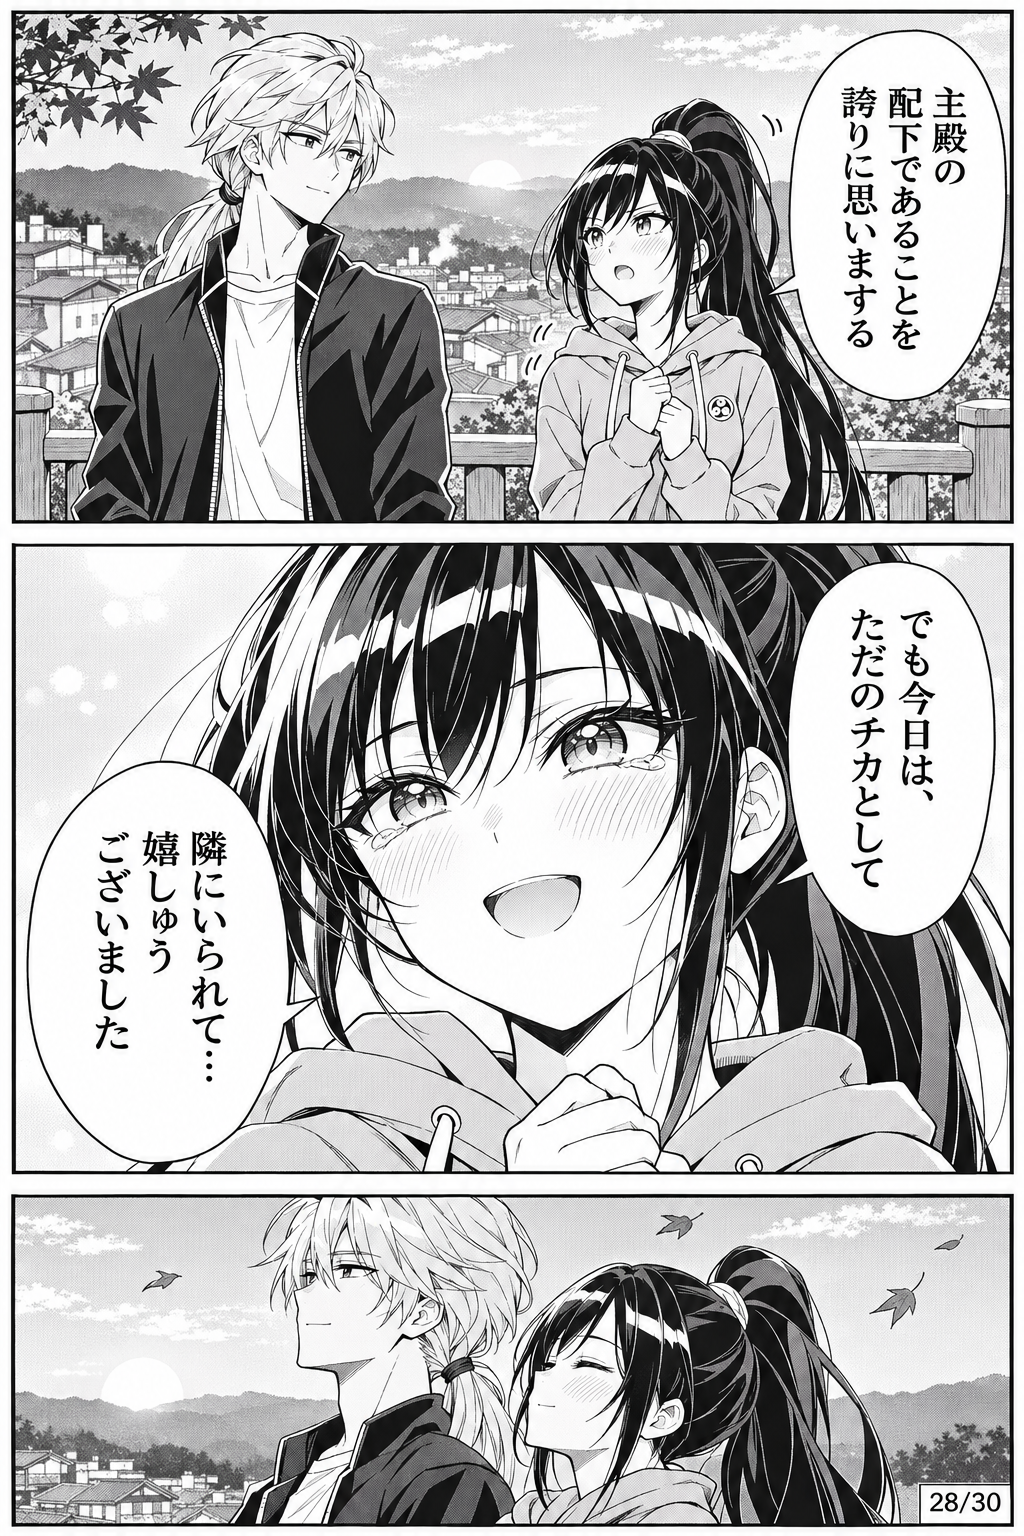 主殿の
配下であることを
誇りに思いまする
でも今日は、
ただのチカとして
隣にいられて…
嬉しゅう
ございました
28/30